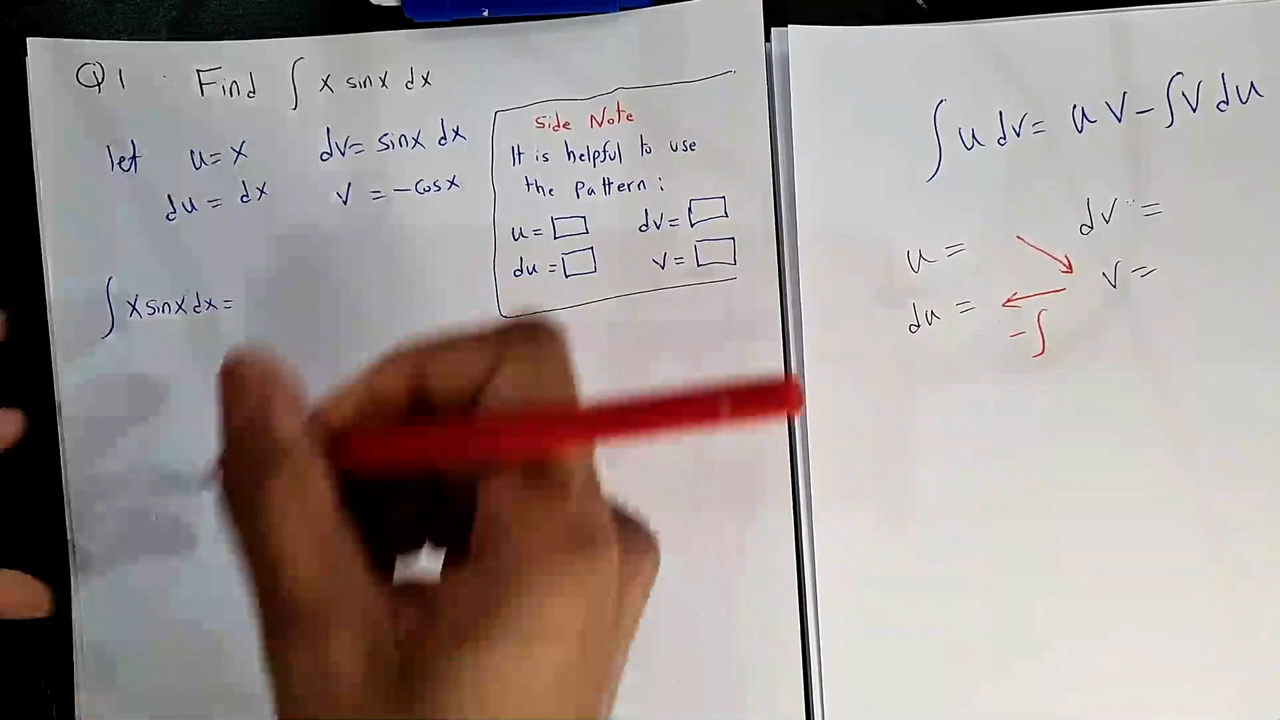 Q1 Find ∫ x sinx dx
let u = x dv = sinx dx
du = dx v = -cosx
∫ x sinx dx =
Side Note
It is helpful to use
the pattern :
u = □ dv = □
du = □ v = □
∫ u dv = u v - ∫ v du
u = dv =
du = v =
-∫